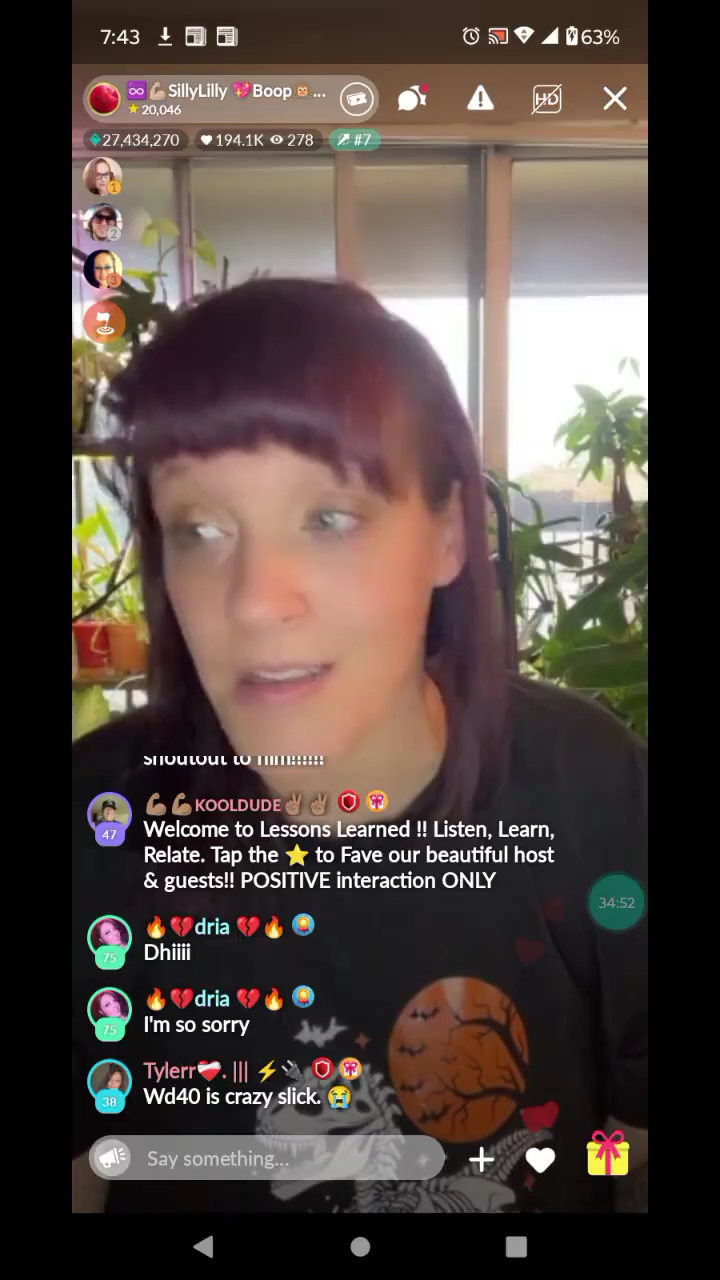 7:43
63%
♾️💪🏽SillyLilly 💖Boop🐵...
20,046
HD
27,434,270
194.1K
278
#7
1
2
3
shoutout to him!!!!!!
💪🏽💪🏽KOOLDUDE✌🏽✌🏽
47
Welcome to Lessons Learned !! Listen, Learn,
Relate. Tap the ⭐ to Fave our beautiful host
& guests!! POSITIVE interaction ONLY
34:52
🔥💔dria 💔🔥
75
Dhiiii
🔥💔dria 💔🔥
75
I'm so sorry
Tylerr❤️‍🩹. ||| ⚡🔌
38
Wd40 is crazy slick. 😭
Say something...